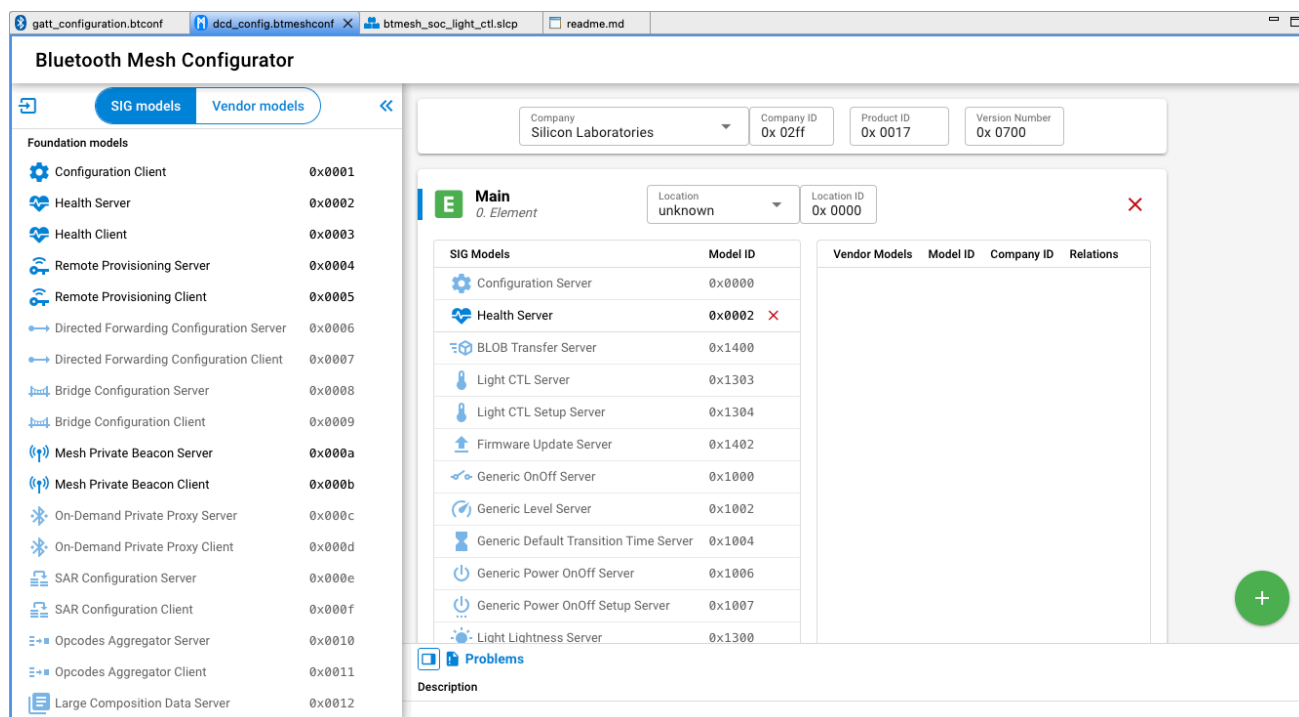 gatt_configuration.btconf
dcd_config.btmeshconf
btmesh_soc_light_ctl.slcp
readme.md
Bluetooth Mesh Configurator
SIG models
Vendor models
Foundation models
Configuration Client 0x0001
Health Server 0x0002
Health Client 0x0003
Remote Provisioning Server 0x0004
Remote Provisioning Client 0x0005
Directed Forwarding Configuration Server 0x0006
Directed Forwarding Configuration Client 0x0007
Bridge Configuration Server 0x0008
Bridge Configuration Client 0x0009
Mesh Private Beacon Server 0x000a
Mesh Private Beacon Client 0x000b
On-Demand Private Proxy Server 0x000c
On-Demand Private Proxy Client 0x000d
SAR Configuration Server 0x000e
SAR Configuration Client 0x000f
Opcodes Aggregator Server 0x0010
Opcodes Aggregator Client 0x0011
Large Composition Data Server 0x0012
Company
Silicon Laboratories
Company ID
0x 02ff
Product ID
0x 0017
Version Number
0x 0700
E
Main
0. Element
Location
unknown
Location ID
0x 0000
SIG Models Model ID
Configuration Server 0x0000
Health Server 0x0002
BLOB Transfer Server 0x1400
Light CTL Server 0x1303
Light CTL Setup Server 0x1304
Firmware Update Server 0x1402
Generic OnOff Server 0x1000
Generic Level Server 0x1002
Generic Default Transition Time Server 0x1004
Generic Power OnOff Server 0x1006
Generic Power OnOff Setup Server 0x1007
Light Lightness Server 0x1300
Vendor Models Model ID Company ID Relations
Problems
Description